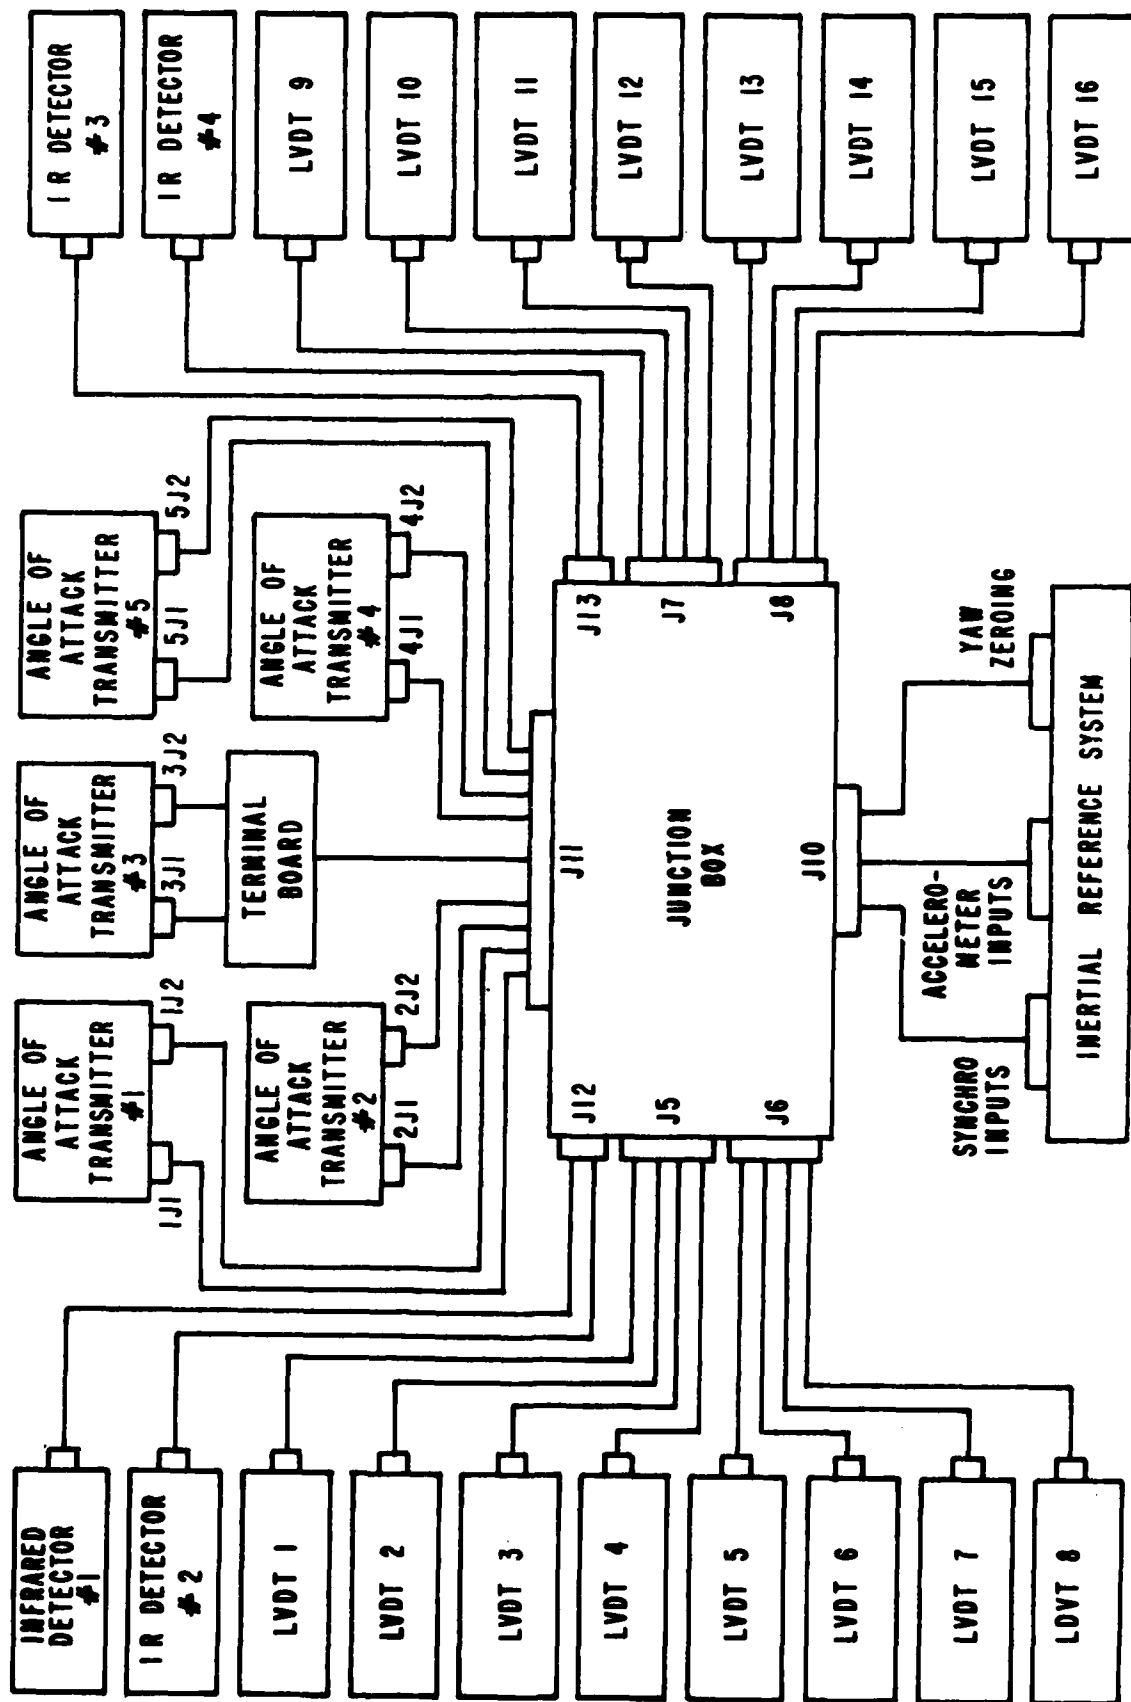 INFRARED
DETECTOR
#1
IR DETECTOR
#2
LVDT 1
LVDT 2
LVDT 3
LVDT 4
LVDT 5
LVDT 6
LVDT 7
LDVT 8
ANGLE OF
ATTACK
TRANSMITTER
#1
1J1
1J2
ANGLE OF
ATTACK
TRANSMITTER
#2
2J1
2J2
ANGLE OF
ATTACK
TRANSMITTER
#3
3J1
3J2
TERMINAL
BOARD
ANGLE OF
ATTACK
TRANSMITTER
#5
5J1
5J2
ANGLE OF
ATTACK
TRANSMITTER
#4
4J1
4J2
J12
J5
J6
J11
JUNCTION
BOX
J10
J13
J7
J8
SYNCHRO
INPUTS
ACCELERO-
METER
INPUTS
YAW
ZEROING
INERTIAL REFERENCE SYSTEM
IR DETECTOR
#3
IR DETECTOR
#4
LVDT 9
LVDT 10
LVDT 11
LVDT 12
LVDT 13
LVDT 14
LVDT 15
LVDT 16